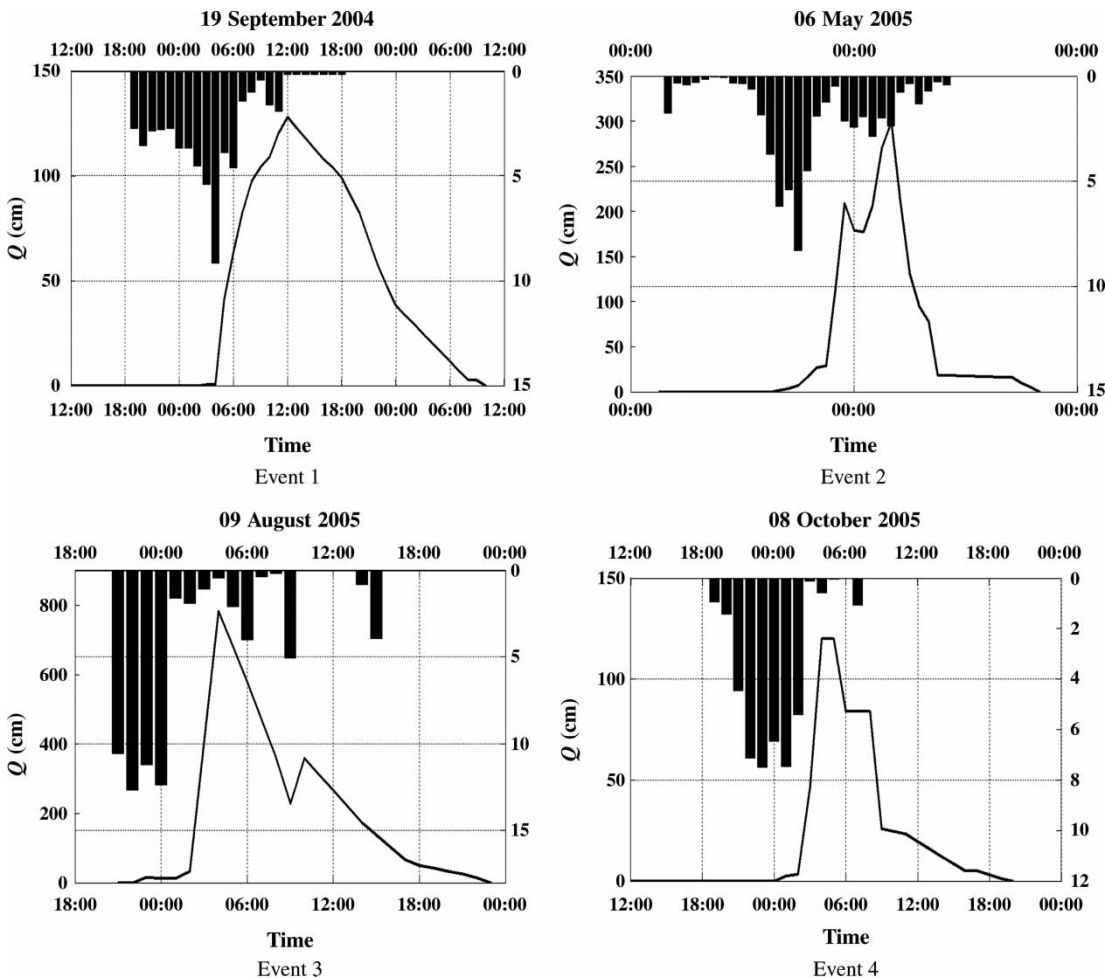 19 September 2004
12:00 18:00 00:00 06:00 12:00 18:00 00:00 06:00 12:00
150 0
100 5
50 10
0 15
Q (cm)
12:00 18:00 00:00 06:00 12:00 18:00 00:00 06:00 12:00
Time
Event 1
06 May 2005
00:00 00:00 00:00
350 0
300
250
5
200
150
10
100
50
0 15
Q (cm)
00:00 00:00 00:00
Time
Event 2
09 August 2005
18:00 00:00 06:00 12:00 18:00 00:00
0
800
5
600
400 10
200
15
0
Q (cm)
18:00 00:00 06:00 12:00 18:00 00:00
Time
Event 3
08 October 2005
12:00 18:00 00:00 06:00 12:00 18:00 00:00
150 0
2
100 4
6
50 8
10
0 12
Q (cm)
12:00 18:00 00:00 06:00 12:00 18:00 00:00
Time
Event 4